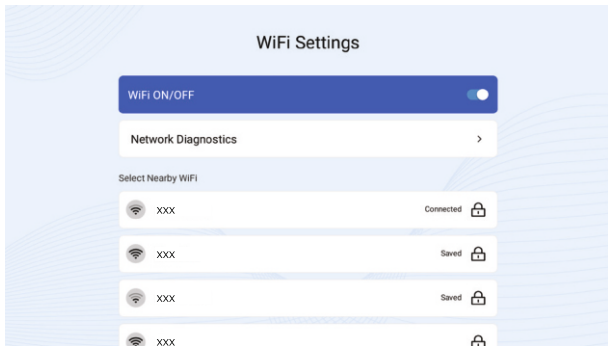 WiFi Settings
WiFi ON/OFF
Network Diagnostics
Select Nearby WiFi
XXX Connected
XXX Saved
XXX Saved
XXX